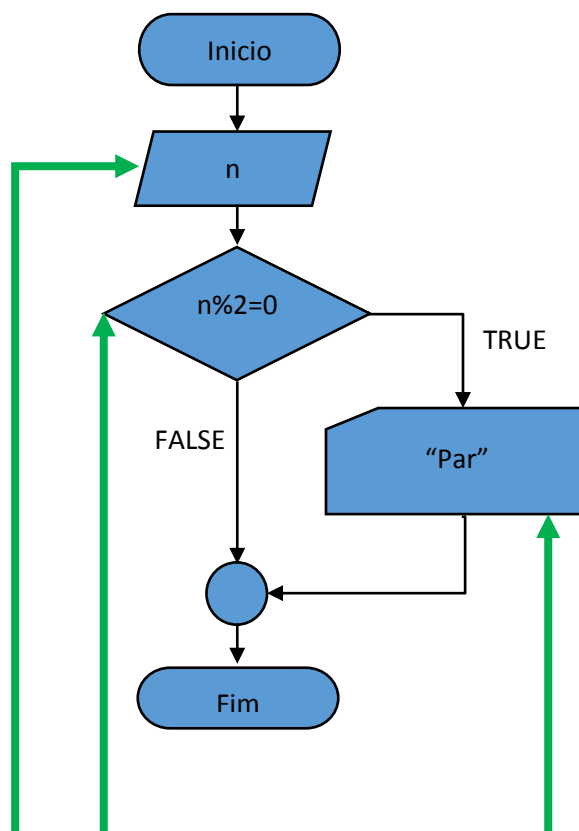 Inicio
n
n%2=0
TRUE
FALSE
“Par”
Fim